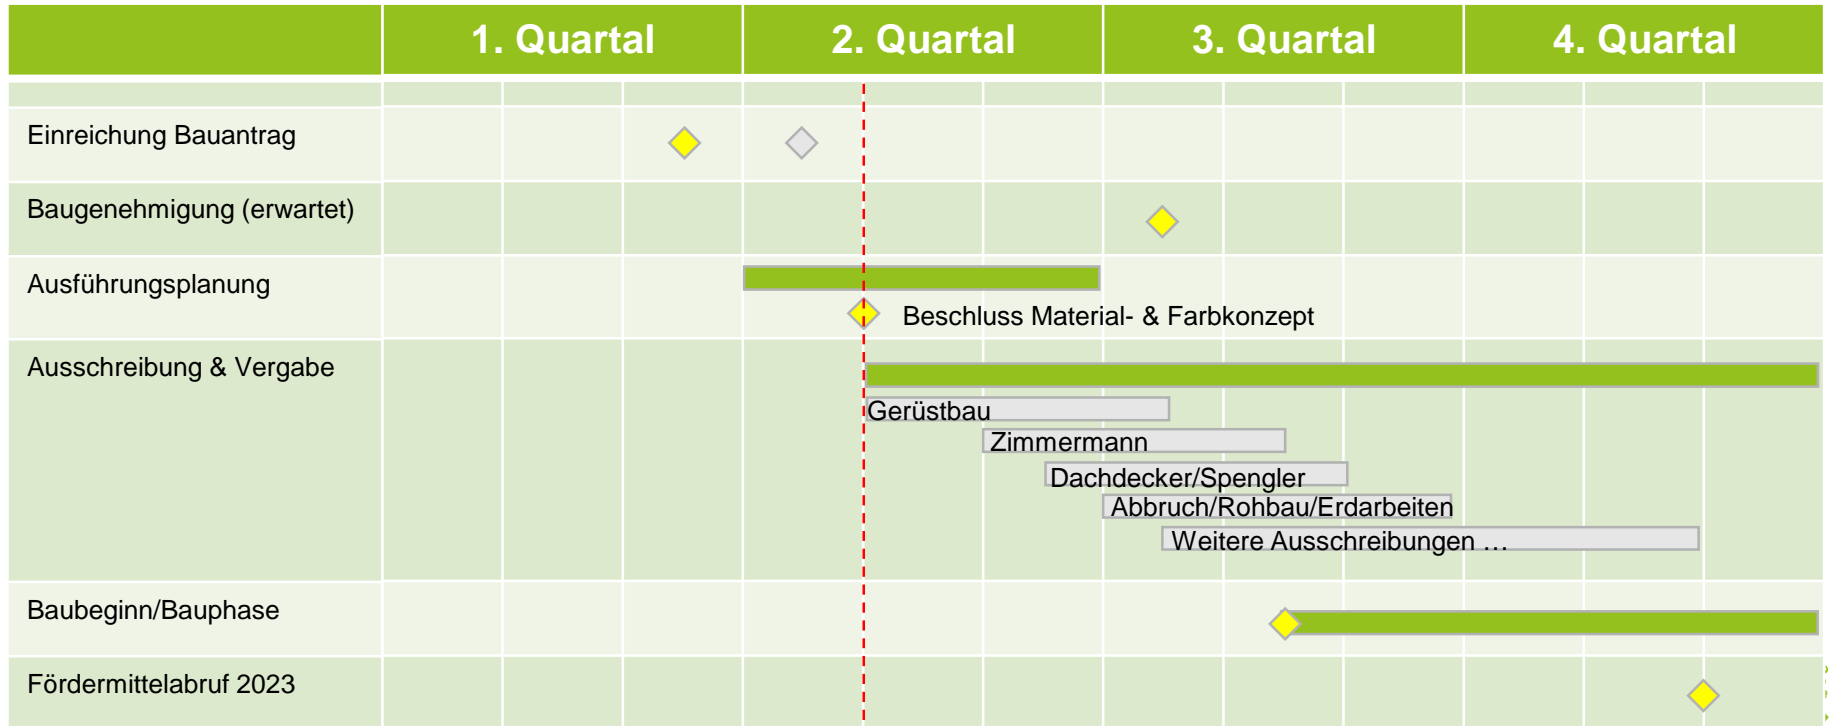 1. Quartal 2. Quartal 3. Quartal 4. Quartal
Einreichung Bauantrag
Baugenehmigung (erwartet)
Ausführungsplanung
Beschluss Material- & Farbkonzept
Ausschreibung & Vergabe
Gerüstbau
Zimmermann
Dachdecker/Spengler
Abbruch/Rohbau/Erdarbeiten
Weitere Ausschreibungen …
Baubeginn/Bauphase
Fördermittelabruf 2023